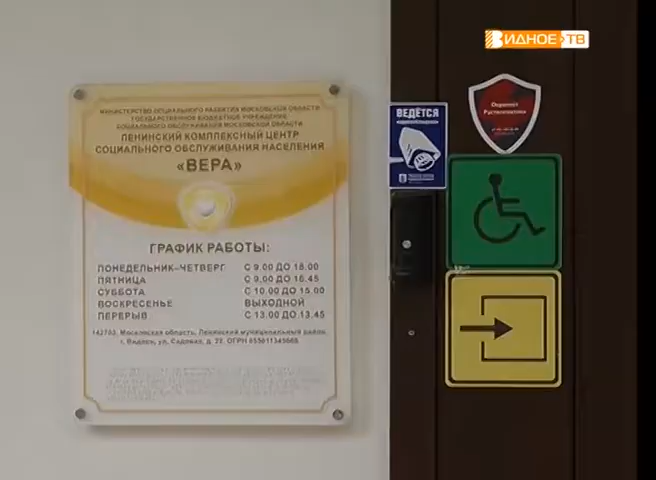 ВИДНОЕ-ТВ
МИНИСТЕРСТВО СОЦИАЛЬНОГО РАЗВИТИЯ МОСКОВСКОЙ ОБЛАСТИ
ГОСУДАРСТВЕННОЕ БЮДЖЕТНОЕ УЧРЕЖДЕНИЕ
СОЦИАЛЬНОГО ОБСЛУЖИВАНИЯ МОСКОВСКОЙ ОБЛАСТИ
ЛЕНИНСКИЙ КОМПЛЕКСНЫЙ ЦЕНТР
СОЦИАЛЬНОГО ОБСЛУЖИВАНИЯ НАСЕЛЕНИЯ
«ВЕРА»
ГРАФИК РАБОТЫ:
ПОНЕДЕЛЬНИК-ЧЕТВЕРГ С 9.00 ДО 18.00
ПЯТНИЦА С 9.00 ДО 16.45
СУББОТА С 10.00 ДО 15.00
ВОСКРЕСЕНЬЕ ВЫХОДНОЙ
ПЕРЕРЫВ С 13.00 ДО 13.45
Московская область, Ленинский муниципальный район,
г. Видное, ул. Садовая, д. ОГРН
ВЕДЁТСЯ